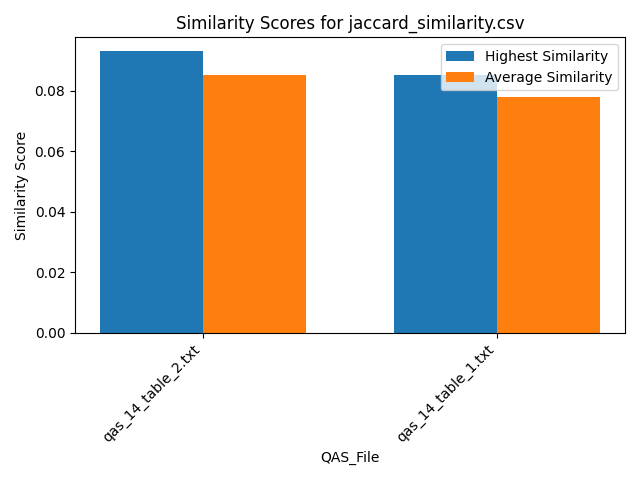 Similarity Scores for jaccard_similarity.csv
Highest Similarity
Average Similarity
Similarity Score
0.08
0.06
0.04
0.02
0.00
qas_14_table_2.txt
qas_14_table_1.txt
QAS_File